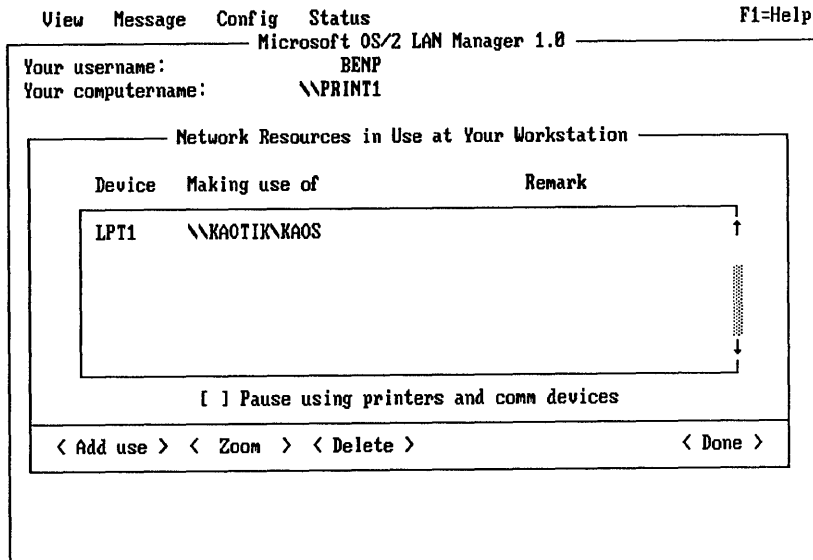 View Message Config Status F1=Help
Microsoft OS/2 LAN Manager 1.0
Your username: BENP
Your computername: \\PRINT1
Network Resources in Use at Your Workstation
Device Making use of Remark
LPT1 \\KAOTIK\KAOS
[ ] Pause using printers and comm devices
< Add use > < Zoom > < Delete > < Done >